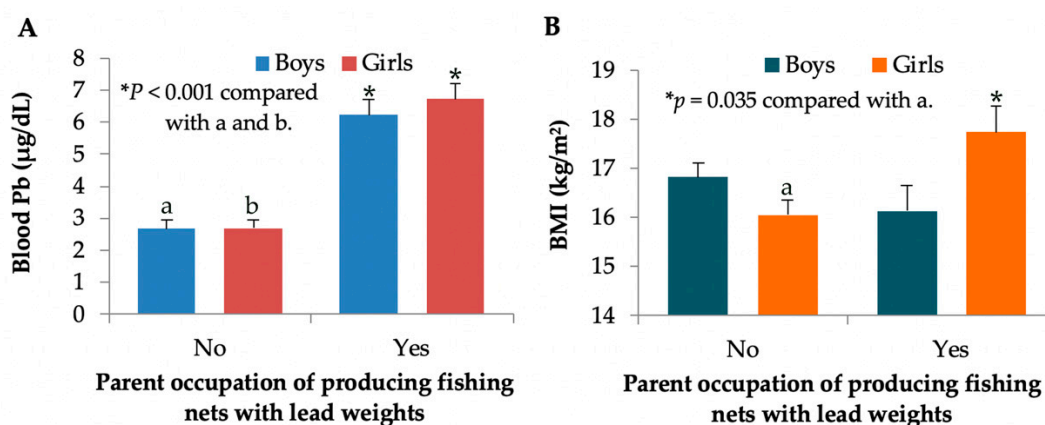 A
Boys Girls
*P < 0.001 compared
with a and b.
Blood Pb (µg/dL)
8
7
6
5
4
3
2
1
0
a
b
*
*
No
Yes
Parent occupation of producing fishing
nets with lead weights
B
Boys Girls
*p = 0.035 compared with a.
BMI (kg/m²)
19
18
17
16
15
14
a
*
No
Yes
Parent occupation of producing fishing
nets with lead weights